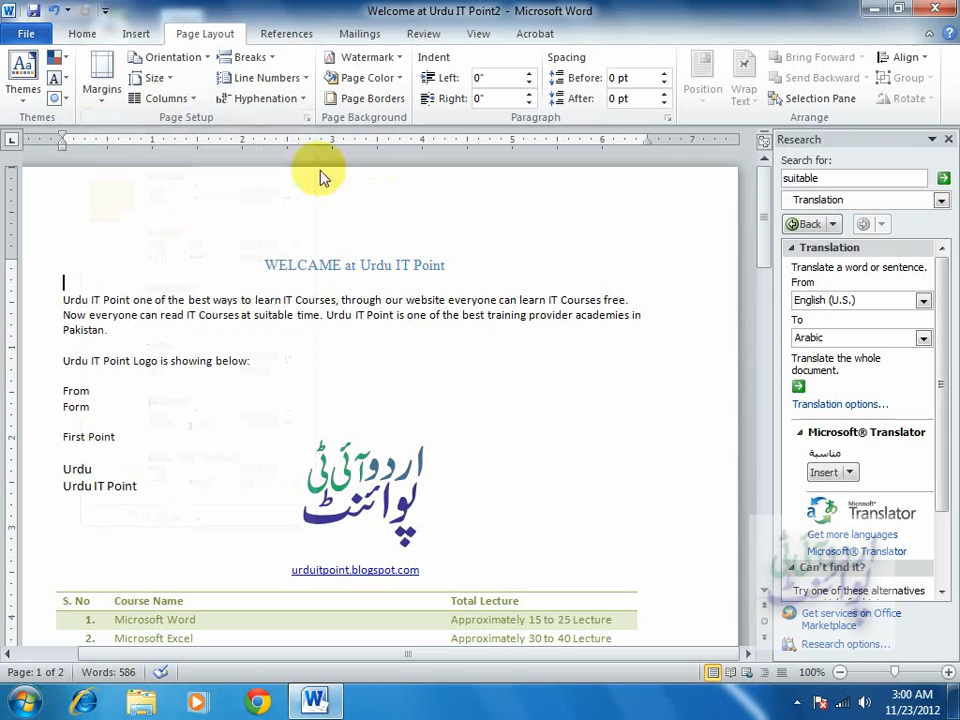 Welcome at Urdu IT Point2 - Microsoft Word
File Home Insert Page Layout References Mailings Review View Acrobat
Themes
Themes
Margins
Orientation
Size
Columns
Breaks
Line Numbers
Hyphenation
Page Setup
Watermark
Page Color
Page Borders
Page Background
Indent
Left: 0"
Right: 0"
Spacing
Before: 0 pt
After: 0 pt
Paragraph
Position
Wrap
Text
Bring Forward
Send Backward
Selection Pane
Align
Group
Rotate
Arrange
1 2 3 4 5 6 7
WELCAME at Urdu IT Point
Urdu IT Point one of the best ways to learn IT Courses, through our website everyone can learn IT Courses free.
Now everyone can read IT Courses at suitable time. Urdu IT Point is one of the best training provider academies in
Pakistan.
Urdu IT Point Logo is showing below:
From
Form
First Point
Urdu
Urdu IT Point
اردو آئی ٹی
پوائنٹ
urduitpoint.blogspot.com
S. No Course Name Total Lecture
1. Microsoft Word Approximately 15 to 25 Lecture
2. Microsoft Excel Approximately 30 to 40 Lecture
Research
Search for:
suitable
Translation
Back
Translation
Translate a word or sentence.
From
English (U.S.)
To
Arabic
Translate the whole
document.
Translation options...
Microsoft® Translator
مناسبة
Insert
Microsoft®
Translator
Get more languages
Microsoft® Translator
Can't find it?
Try one of these alternatives
Get services on Office
Marketplace
Research options...
Page: 1 of 2 Words: 586 100%
3:00 AM
11/23/2012